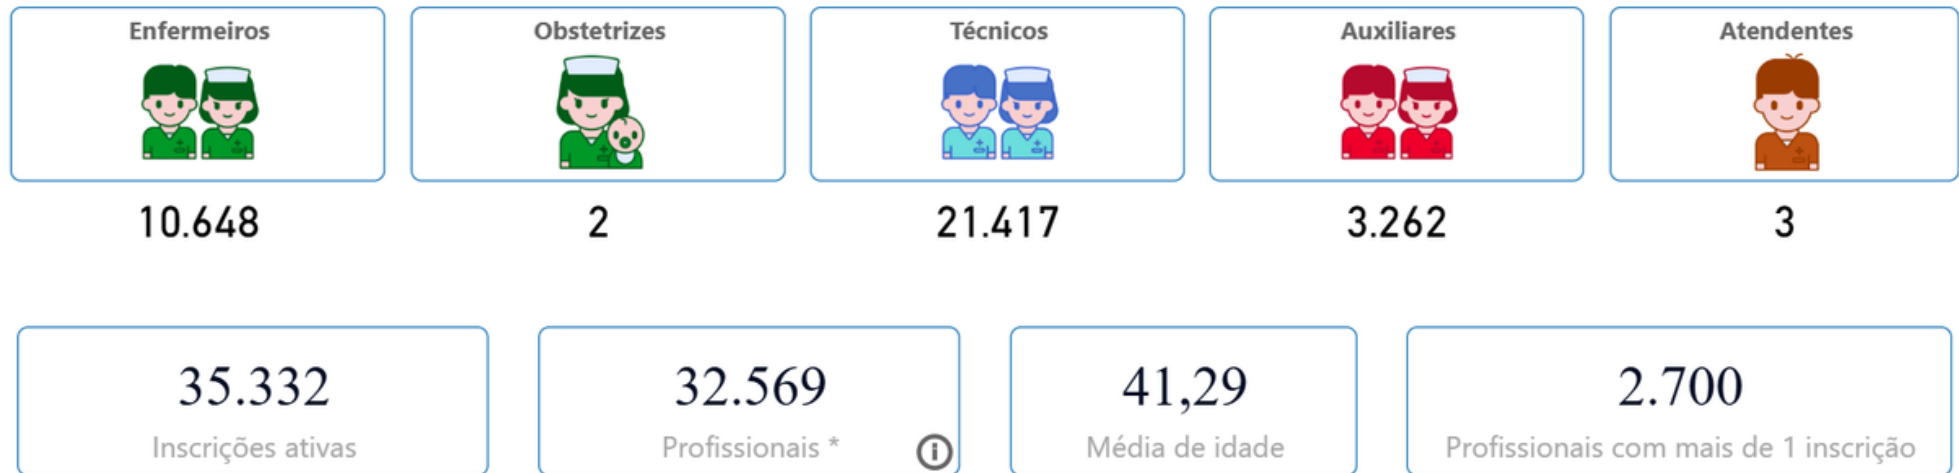 Enfermeiros
Obstetrizes
Técnicos
Auxiliares
Atendentes
10.648
2
21.417
3.262
3
35.332
Inscrições ativas
32.569
Profissionais *
41,29
Média de idade
2.700
Profissionais com mais de 1 inscrição